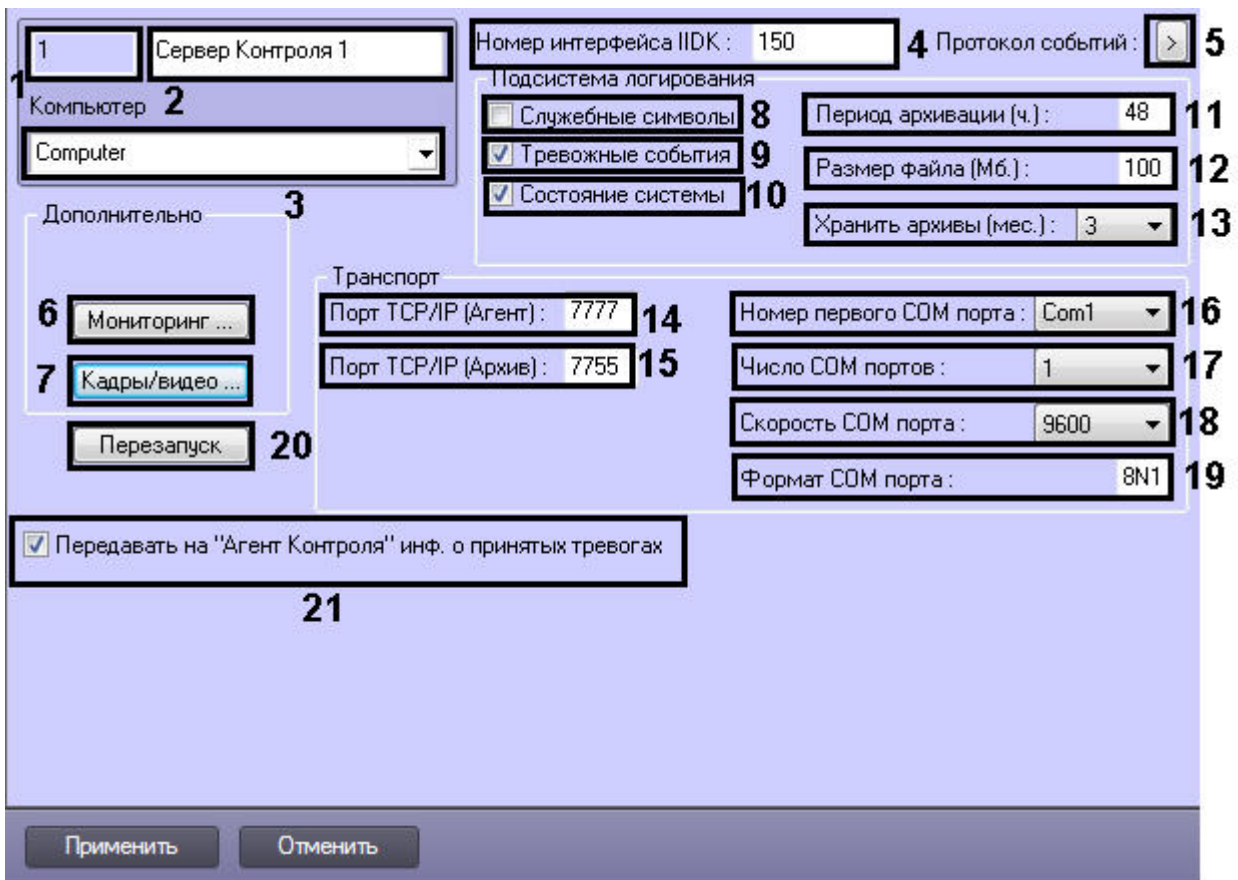 1 Сервер Контроля 1
1
Компьютер 2
Computer
3
Номер интерфейса IIDK : 150 4 Протокол событий : > 5
Подсистема логирования
Служебные символы 8
Тревожные события 9
Состояние системы 10
Период архивации (ч.) : 48 11
Размер файла (Мб.) : 100 12
Хранить архивы (мес.) : 3 13
Дополнительно
6 Мониторинг ...
7 Кадры/видео ...
Перезапуск 20
Транспорт
Порт TCP/IP (Агент) : 7777 14
Порт TCP/IP (Архив) : 7755 15
Номер первого COM порта : Com1 16
Число COM портов : 1 17
Скорость COM порта : 9600 18
Формат COM порта : 8N1 19
Передавать на "Агент Контроля" инф. о принятых тревогах
21
Применить Отменить